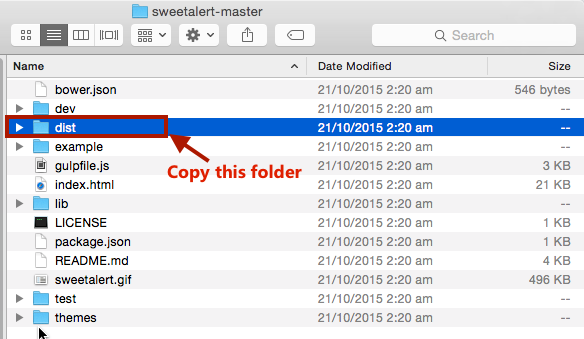 sweetalert-master
Search
Name Date Modified Size
bower.json 21/10/2015 2:20 am 546 bytes
dev 21/10/2015 2:20 am --
dist 21/10/2015 2:20 am --
example 21/10/2015 2:20 am --
Copy this folder
gulpfile.js 21/10/2015 2:20 am 3 KB
index.html 21/10/2015 2:20 am 21 KB
lib 21/10/2015 2:20 am --
LICENSE 21/10/2015 2:20 am 1 KB
package.json 21/10/2015 2:20 am 1 KB
README.md 21/10/2015 2:20 am 4 KB
sweetalert.gif 21/10/2015 2:20 am 496 KB
test 21/10/2015 2:20 am --
themes 21/10/2015 2:20 am --